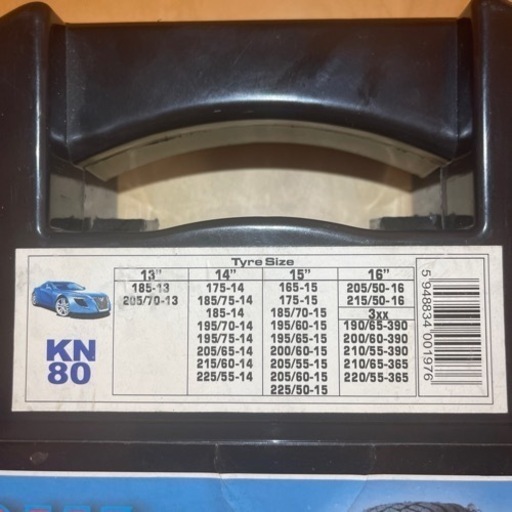 Tyre Size
13" 14" 15" 16"
185-13 175-14 165-15 205/50-16
205/70-13 185/75-14 175-15 215/50-16
185-14 185/70-15 3xx
195/70-14 195/60-15 190/65-390
195/75-14 195/65-15 200/60-390
205/65-14 200/60-15 210/55-390
215/60-14 205/55-15 210/65-365
225/55-14 205/60-15 220/55-365
225/50-15
KN
80
5 948834 001976